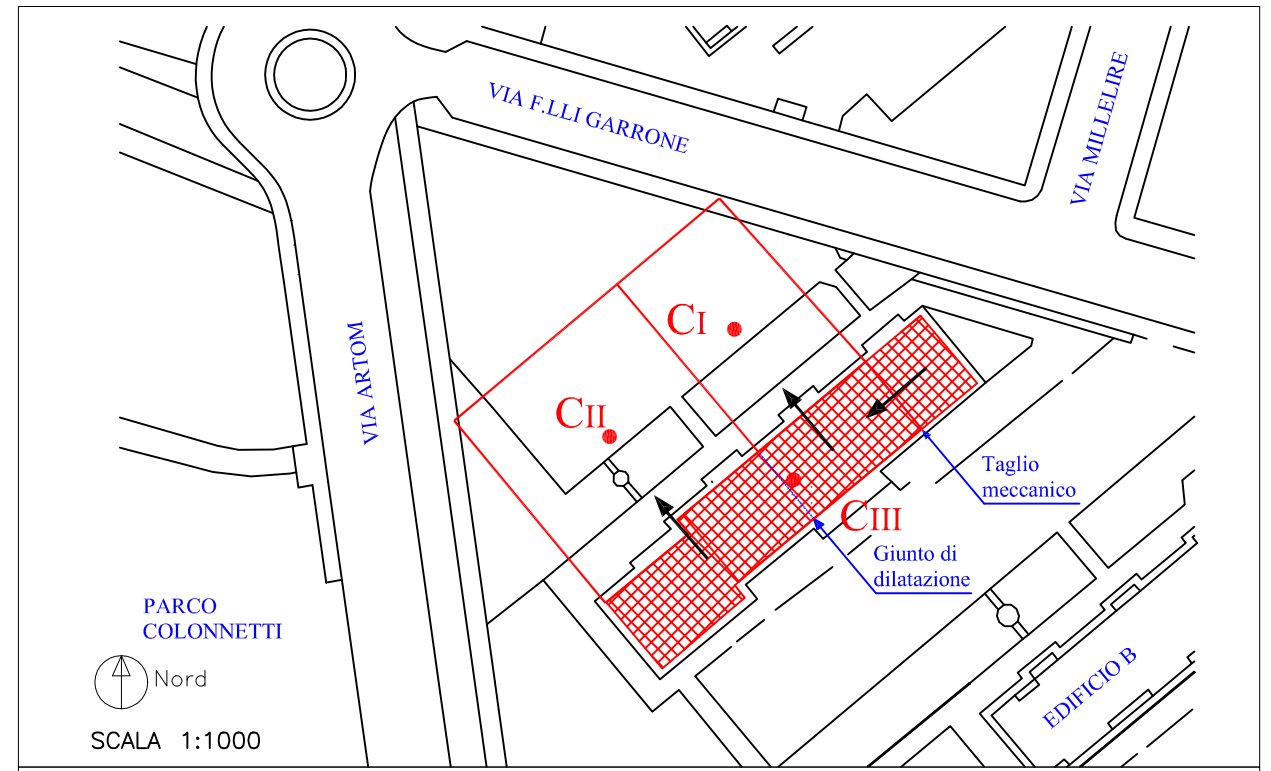 VIA F.LLI GARRONE
VIA MILLELIRE
CI
VIA ARTOM
CII
Taglio
meccanico
CIII
Giunto di
dilatazione
PARCO
COLONNETTI
Nord
EDIFICIO B
SCALA 1:1000